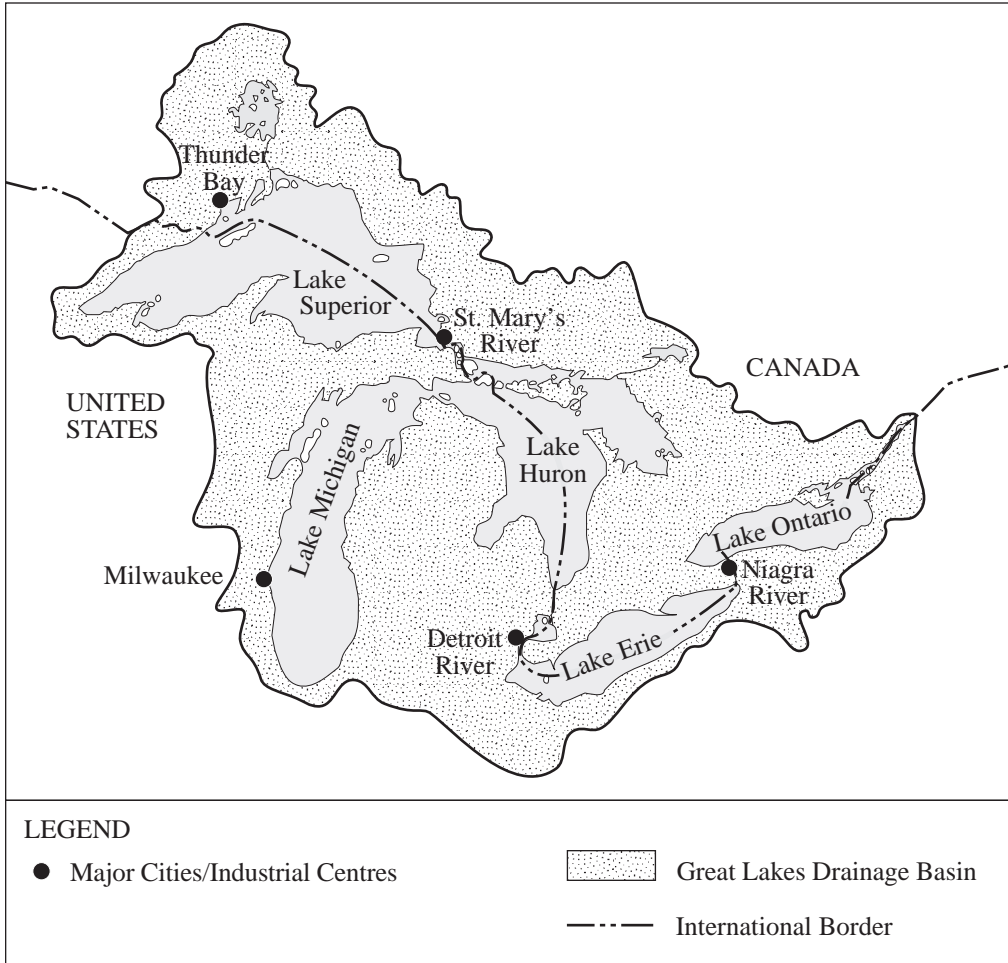 Thunder
Bay
Lake
Superior
St. Mary's
River
CANADA
UNITED
STATES
Lake Michigan
Lake
Huron
Lake Ontario
Milwaukee
Niagra
River
Detroit
River
Lake Erie
LEGEND
Major Cities/Industrial Centres
Great Lakes Drainage Basin
International Border